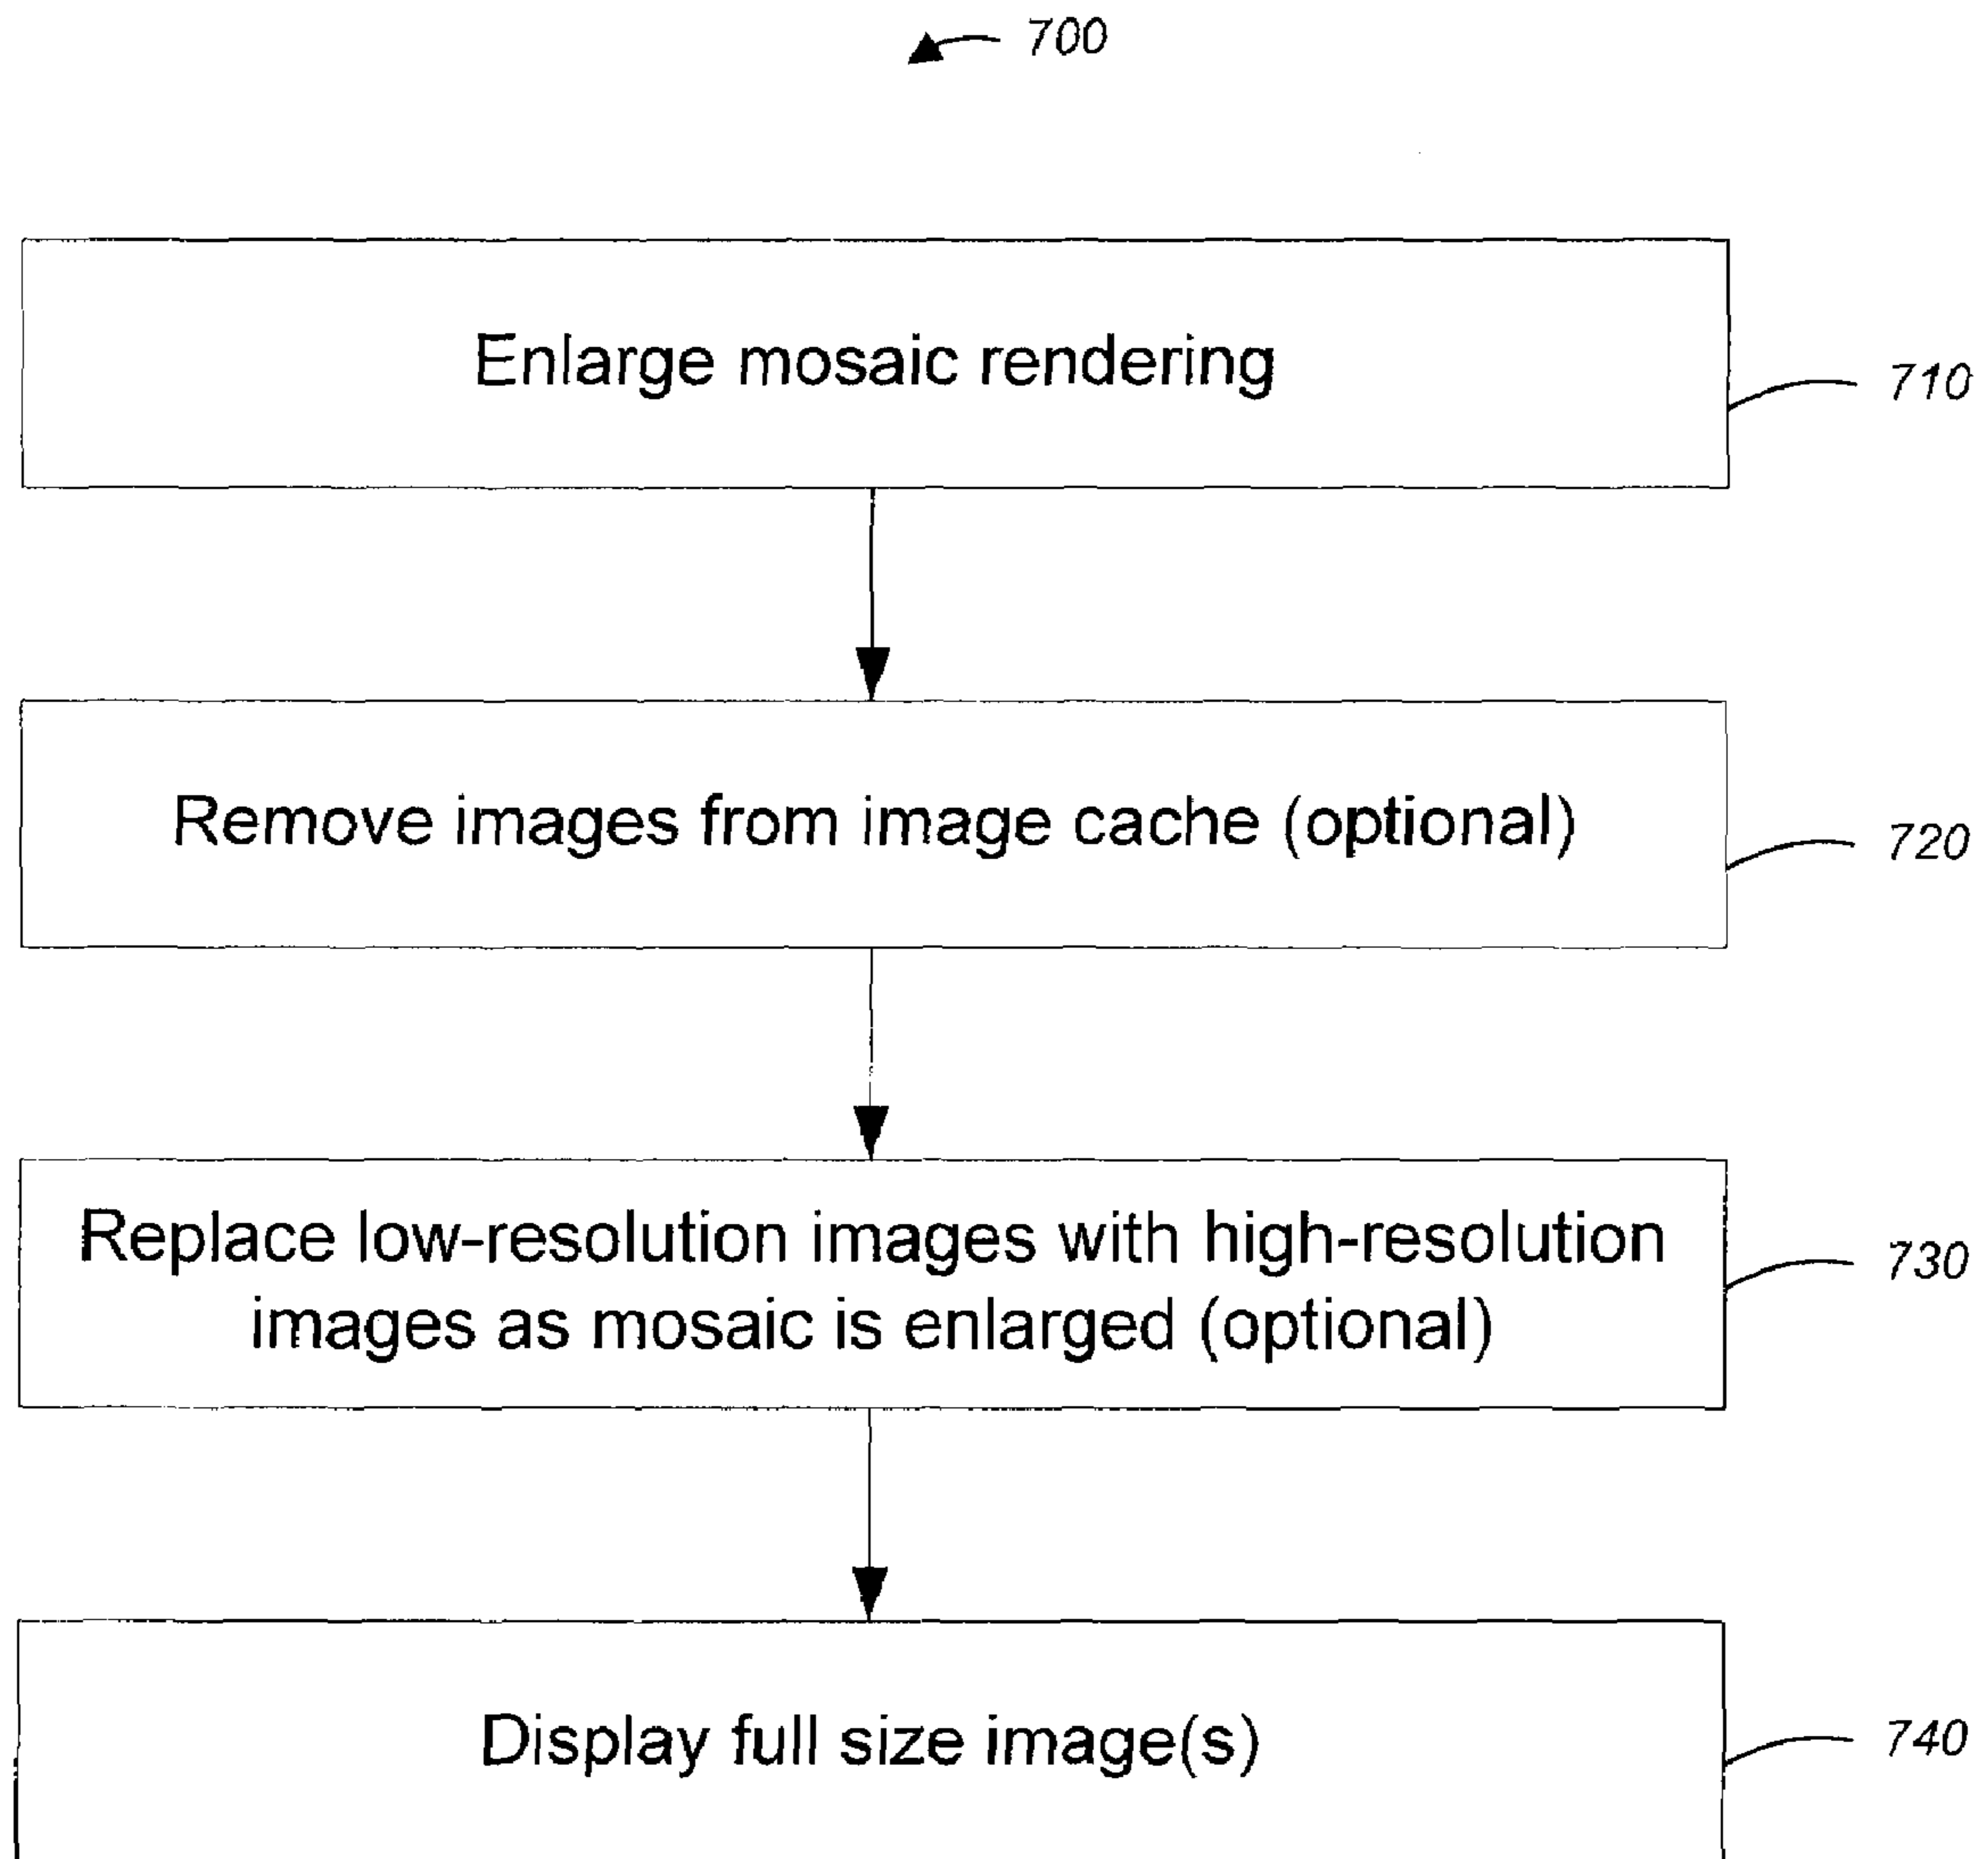 700
Enlarge mosaic rendering
710
Remove images from image cache (optional)
720
Replace low-resolution images with high-resolution
images as mosaic is enlarged (optional)
730
Display full size image(s)
740